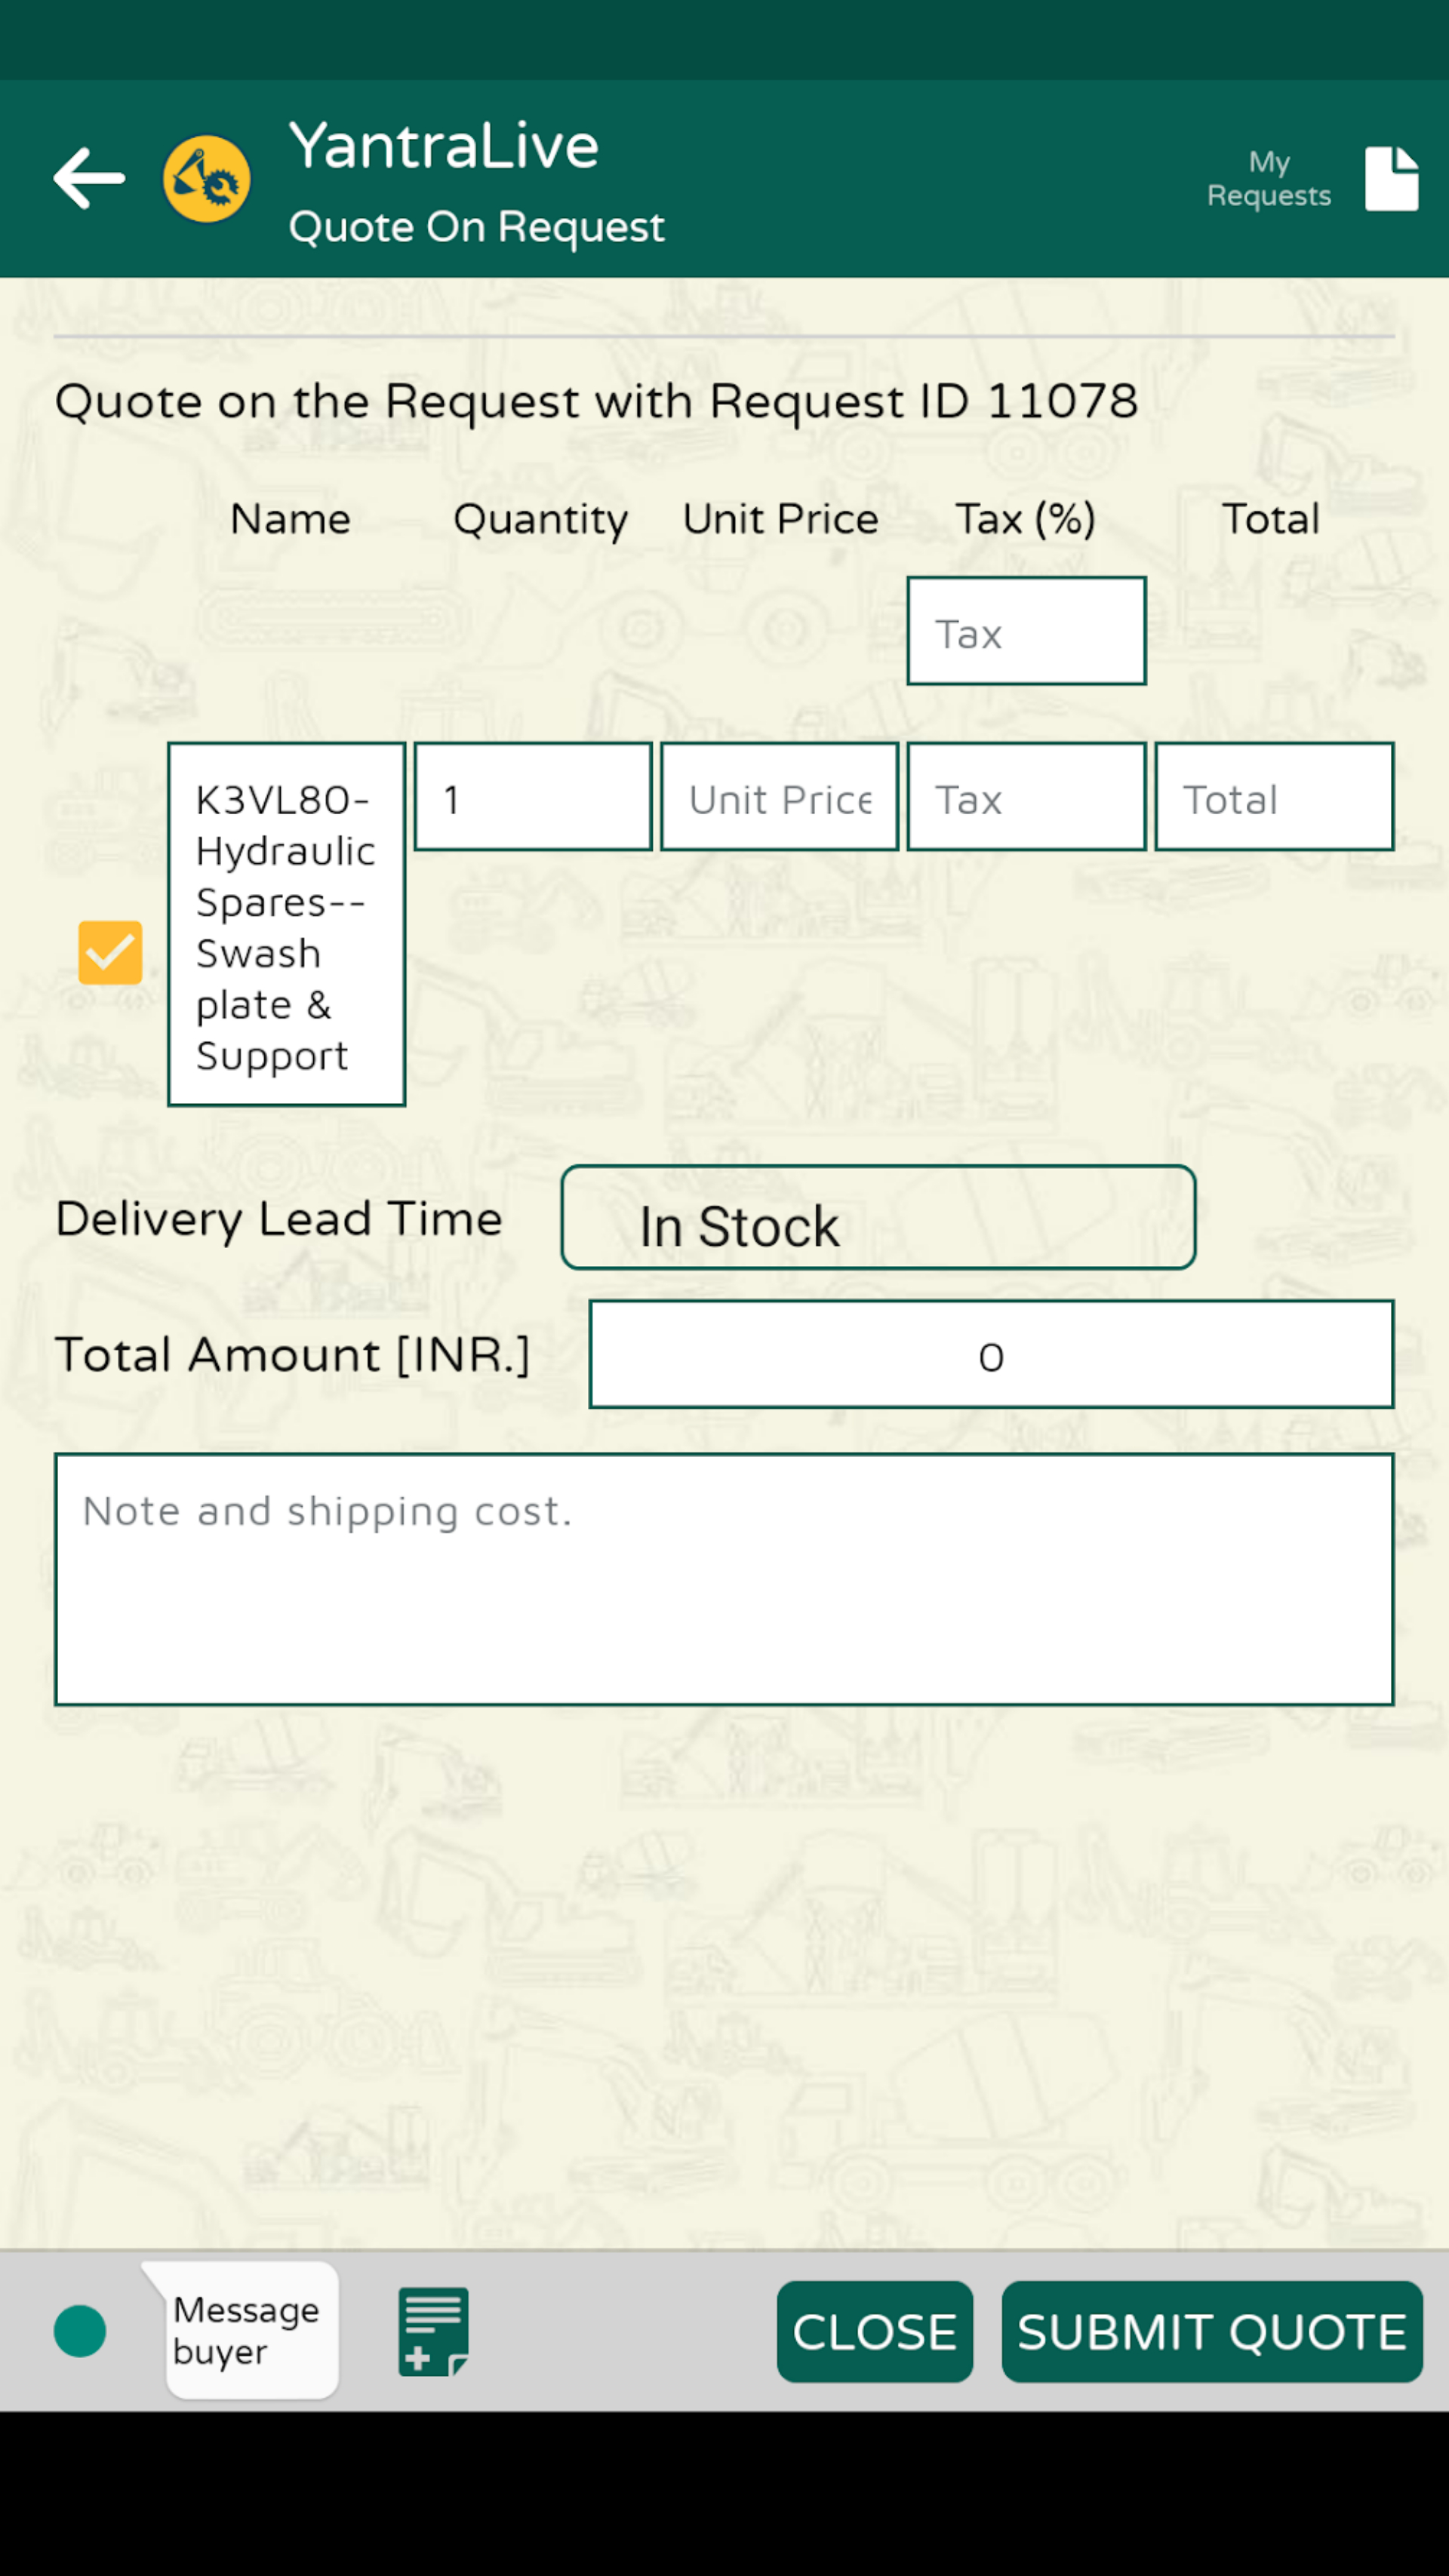 YantraLive
Quote On Request
My
Requests
Quote on the Request with Request ID 11078
Name Quantity Unit Price Tax (%) Total
Tax
K3VL80- 1 Unit Price Tax Total
Hydraulic
Spares--
Swash
plate &
Support
Delivery Lead Time In Stock
Total Amount [INR.] 0
Note and shipping cost.
Message
buyer
CLOSE SUBMIT QUOTE